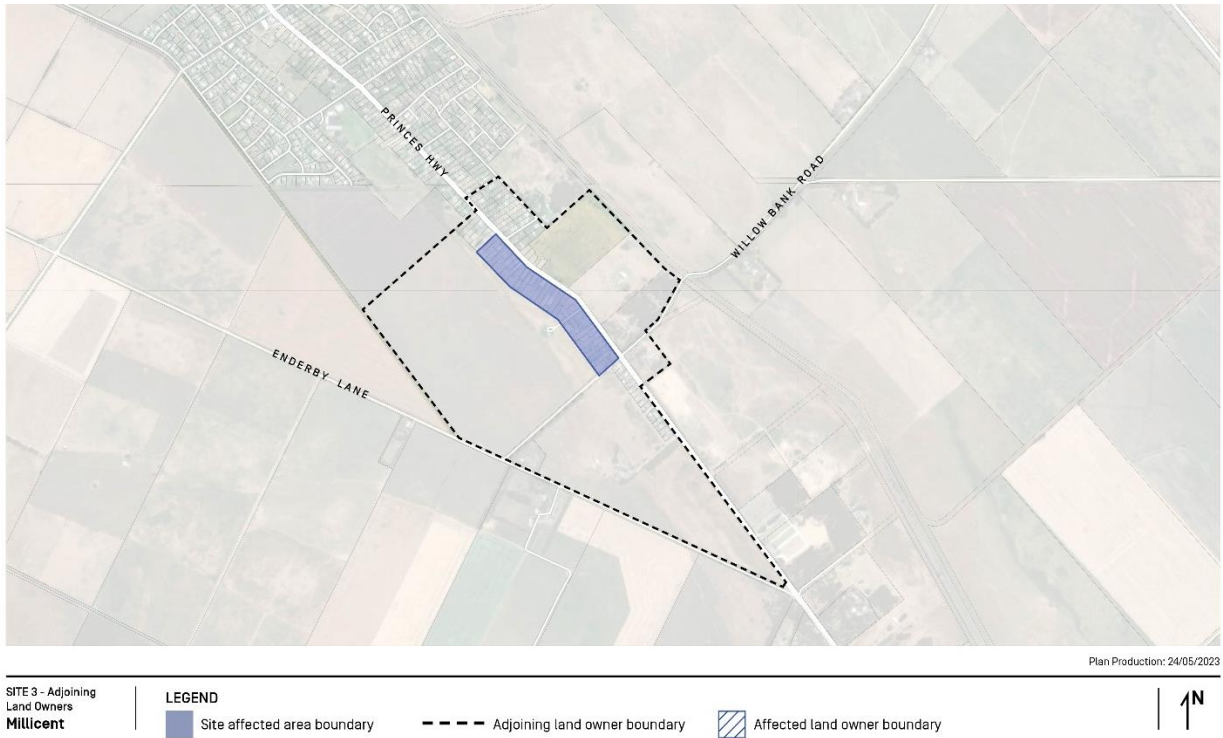 PRINCES HWY
WILLOW BANK ROAD
ENDERBY LANE
Plan Production: 24/05/2023
SITE 3 - Adjoining
Land Owners
Millicent
LEGEND
Site affected area boundary
Adjoining land owner boundary
Affected land owner boundary
N